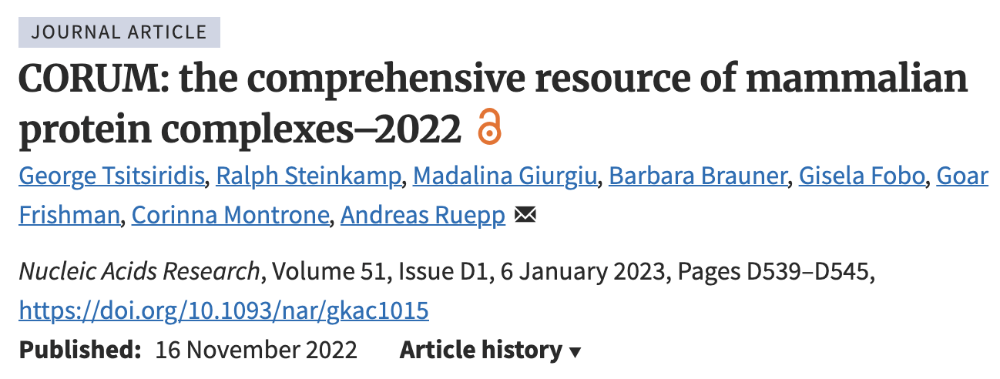 JOURNAL ARTICLE
CORUM: the comprehensive resource of mammalian
protein complexes–2022
George Tsitsiridis, Ralph Steinkamp, Madalina Giurgiu, Barbara Brauner, Gisela Fobo, Goar
Frishman, Corinna Montrone, Andreas Ruepp
Nucleic Acids Research, Volume 51, Issue D1, 6 January 2023, Pages D539–D545,
https://doi.org/10.1093/nar/gkac1015
Published: 16 November 2022 Article history ▼